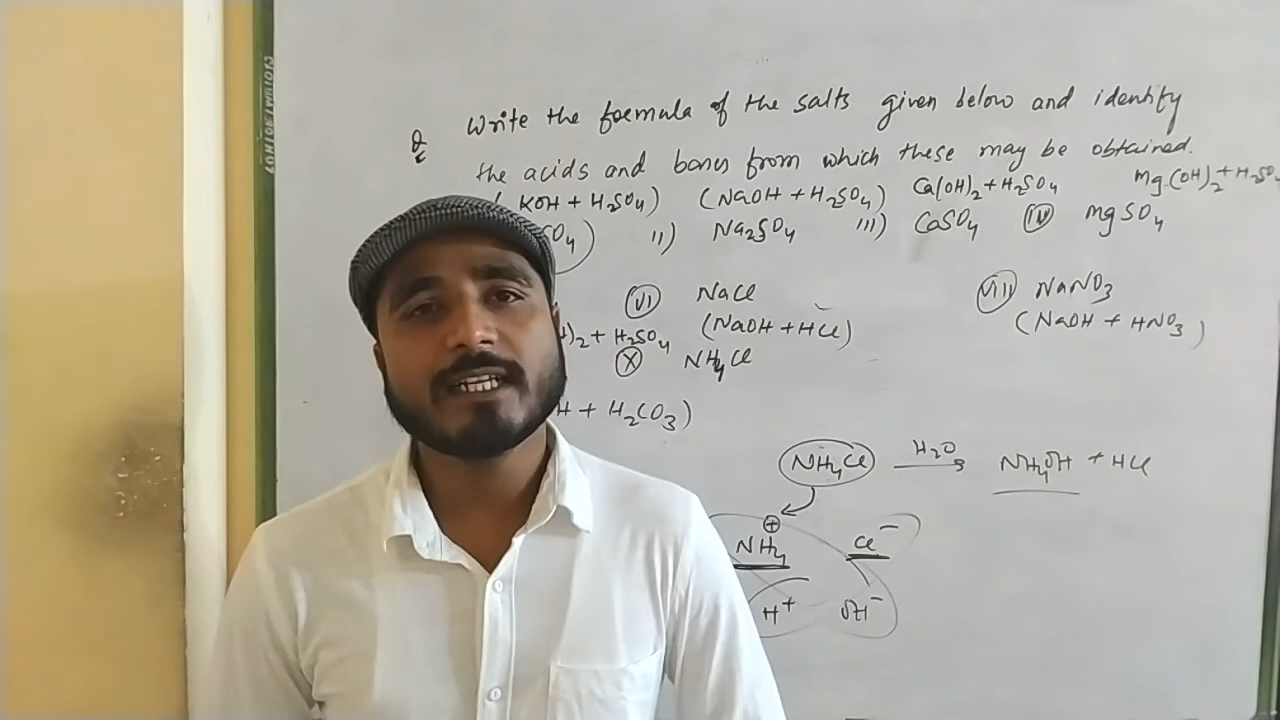 Q Write the formula of the salts given below and identify
the acids and bases from which these may be obtained.
KOH + H₂SO₄) (NaOH + H₂SO₄) Ca(OH)₂ + H₂SO₄ Mg(OH)₂ + H₂SO₄
SO₄) ii) Na₂SO₄ iii) CaSO₄ iv mgSO₄
vi NaCl viii NaNO₃
)₂ + H₂SO₄ (NaOH + HCl) (NaOH + HNO₃)
X NH₄Cl
H + H₂CO₃)
NH₄Cl H₂O → NH₄OH + HCl
NH₄⊕ Cl⁻
H⁺ OH⁻